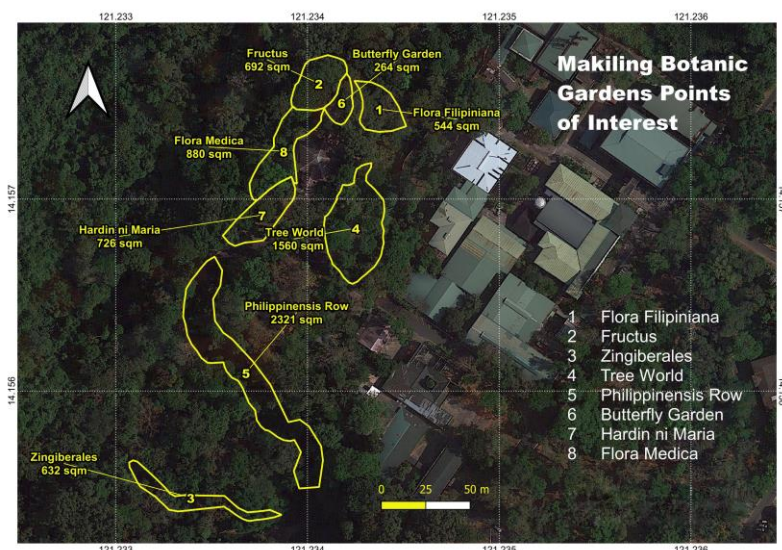 121.233 121.234 121.235 121.236
Makiling Botanic
Gardens Points
of Interest
Fructus
692 sqm
Butterfly Garden
264 sqm
2
6
1
Flora Filipiniana
544 sqm
Flora Medica
880 sqm
8
14.157
7
Hardin ni Maria
726 sqm
Tree World
1560 sqm
4
Philippinensis Row
2321 sqm
5
14.156
1 Flora Filipiniana
2 Fructus
3 Zingiberales
4 Tree World
5 Philippinensis Row
6 Butterfly Garden
7 Hardin ni Maria
8 Flora Medica
Zingiberales
632 sqm
3
0 25 50 m
121.233 121.234 121.235 121.236